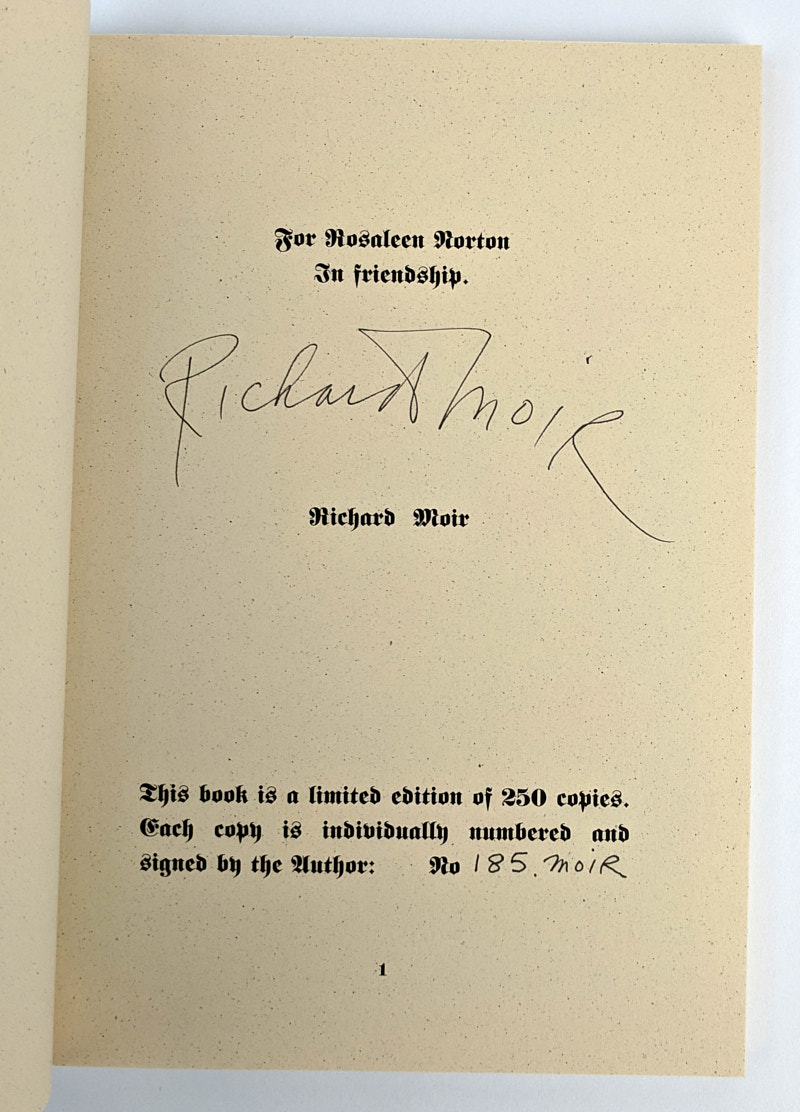 For Rosaleen Norton
In friendship.
Richard Moir
Richard Moir
This book is a limited edition of 250 copies.
Each copy is individually numbered and
signed by the Author: No 185. MOIR
1